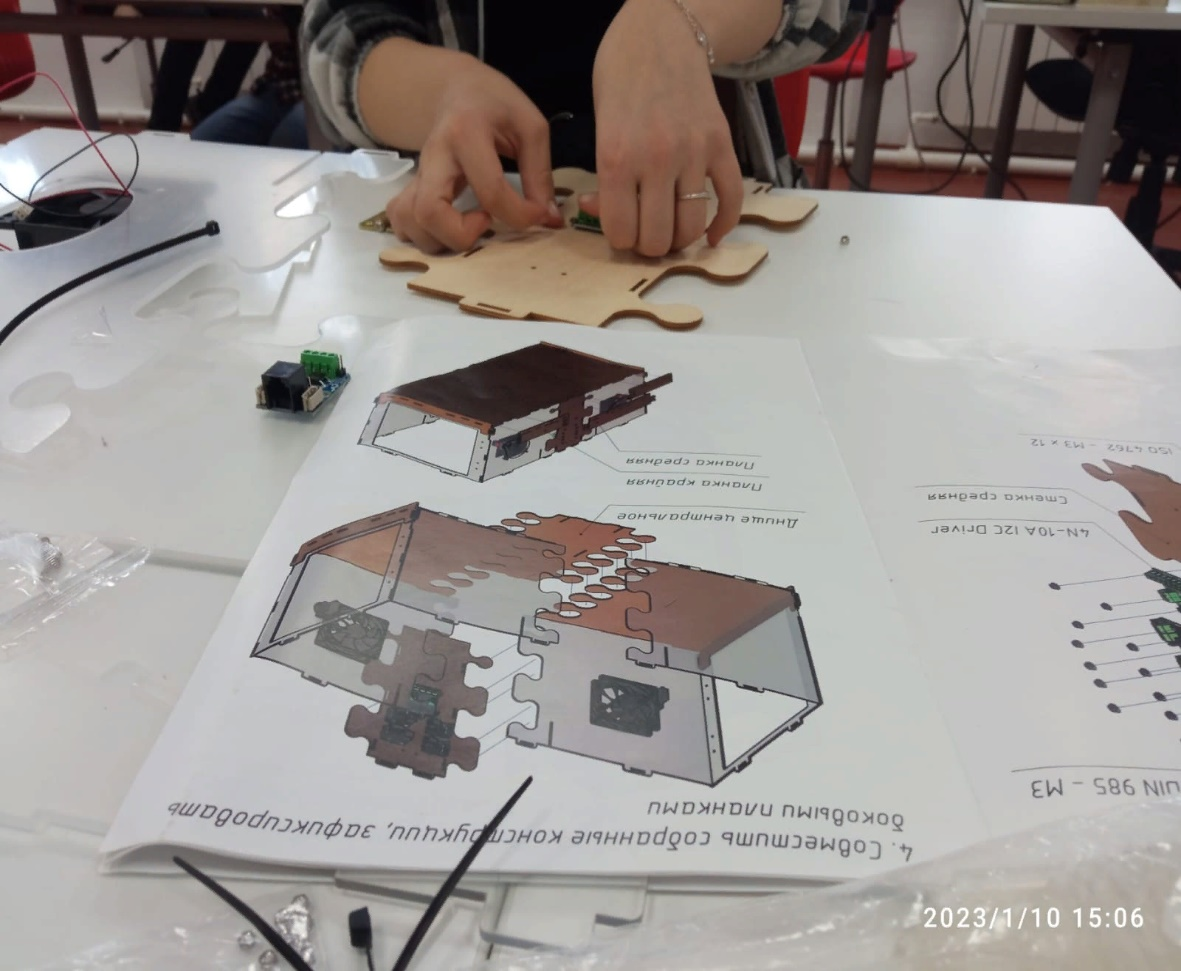 4. Совместить собранные конструкции, зафиксировать
боковыми планками
Днище центральное
Планка крайняя
Планка средняя
DIN 985 - M3
4N-10A I2C Driver
Стенка средняя
ISO 4762 - M3 x 12
2023/1/10 15:06